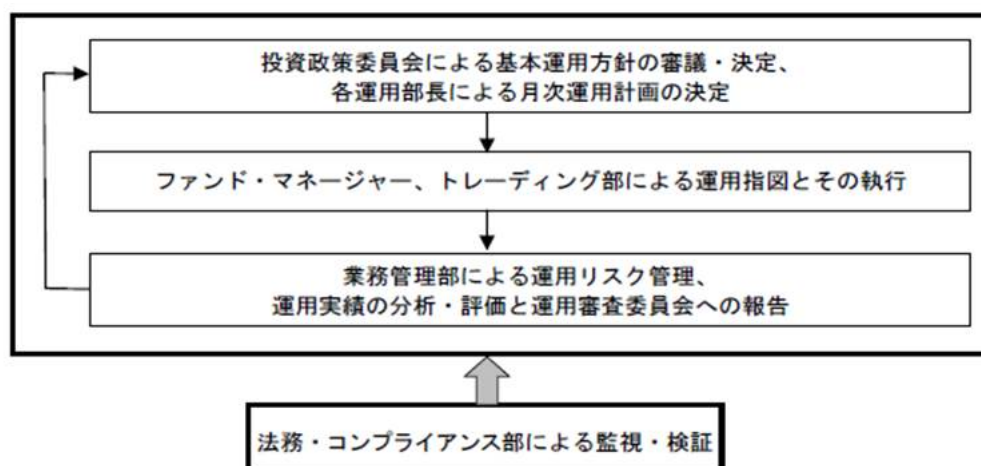 投資政策委員会による基本運用方針の審議・決定、
各運用部長による月次運用計画の決定
ファンド・マネージャー、トレーディング部による運用指図とその執行
業務管理部による運用リスク管理、
運用実績の分析・評価と運用審査委員会への報告
法務・コンプライアンス部による監視・検証